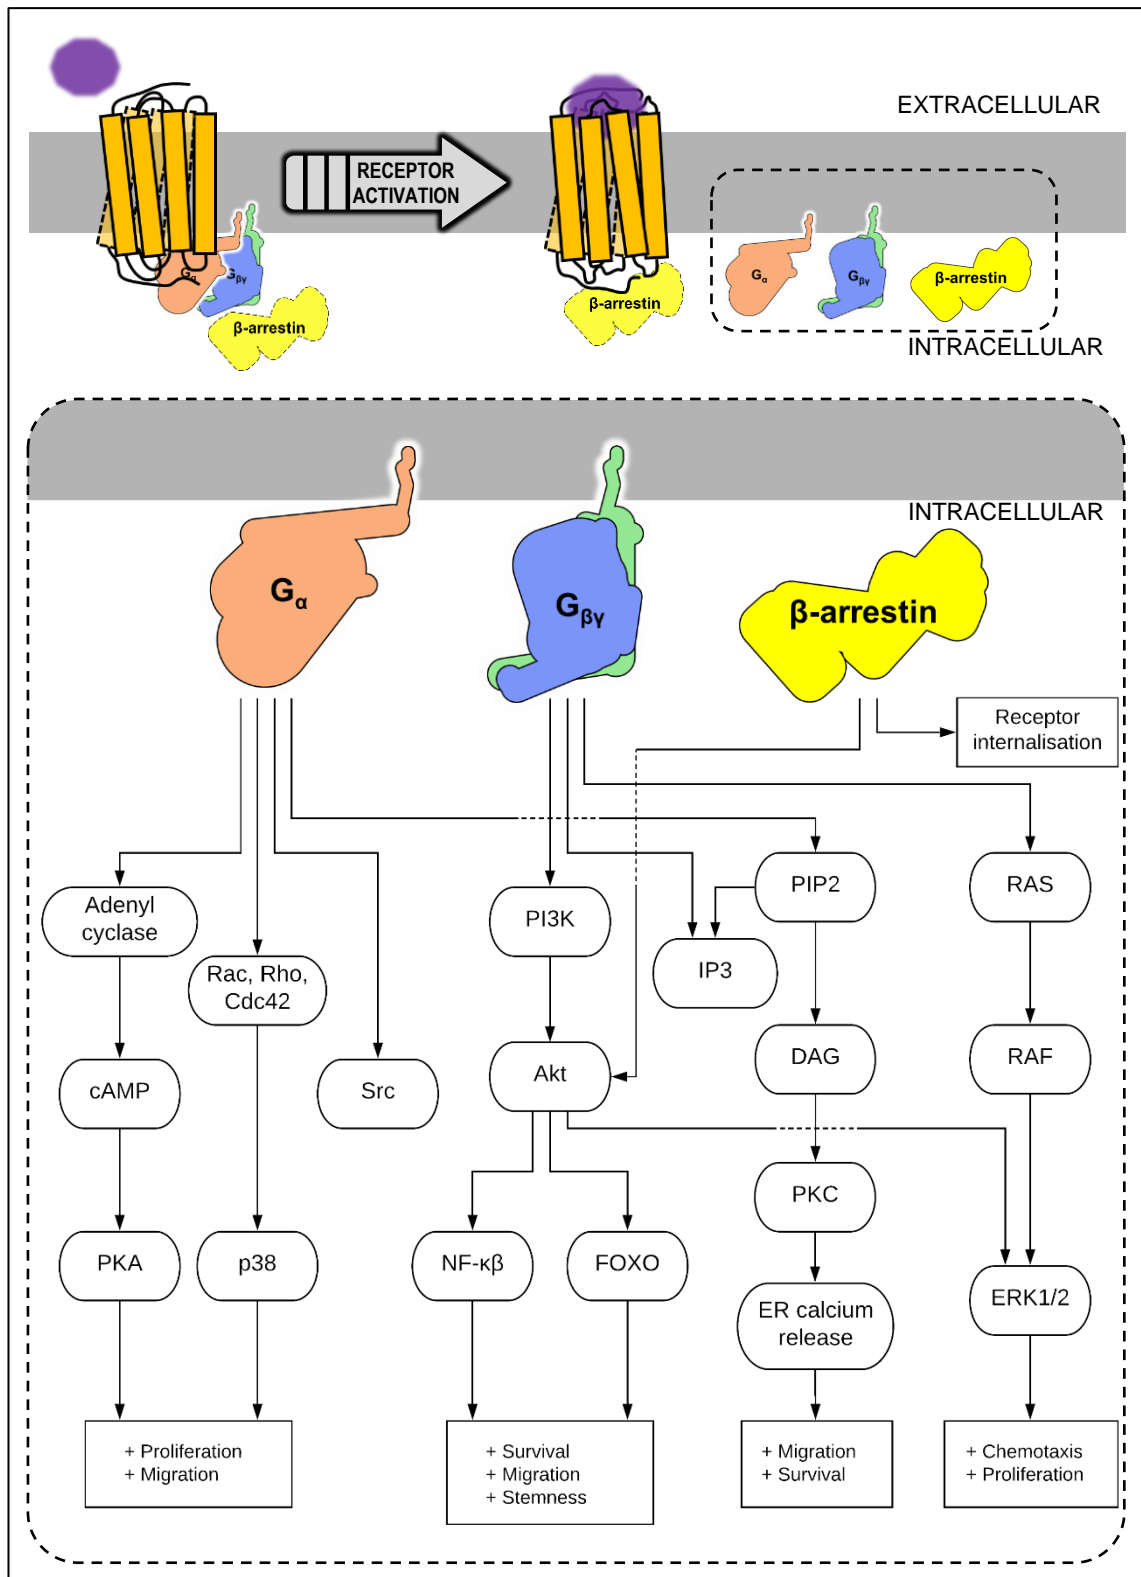 EXTRACELLULAR
RECEPTOR
ACTIVATION
Gα
Gβγ
β-arrestin
β-arrestin
Gα
Gβγ
β-arrestin
INTRACELLULAR
INTRACELLULAR
Gα
Gβγ
β-arrestin
Receptor
internalisation
Adenyl
cyclase
PI3K
PIP2
RAS
Rac, Rho,
Cdc42
IP3
cAMP
Src
Akt
DAG
RAF
PKC
PKA
p38
NF-κβ
FOXO
ER calcium
release
ERK1/2
+ Proliferation
+ Migration
+ Survival
+ Migration
+ Stemness
+ Migration
+ Survival
+ Chemotaxis
+ Proliferation